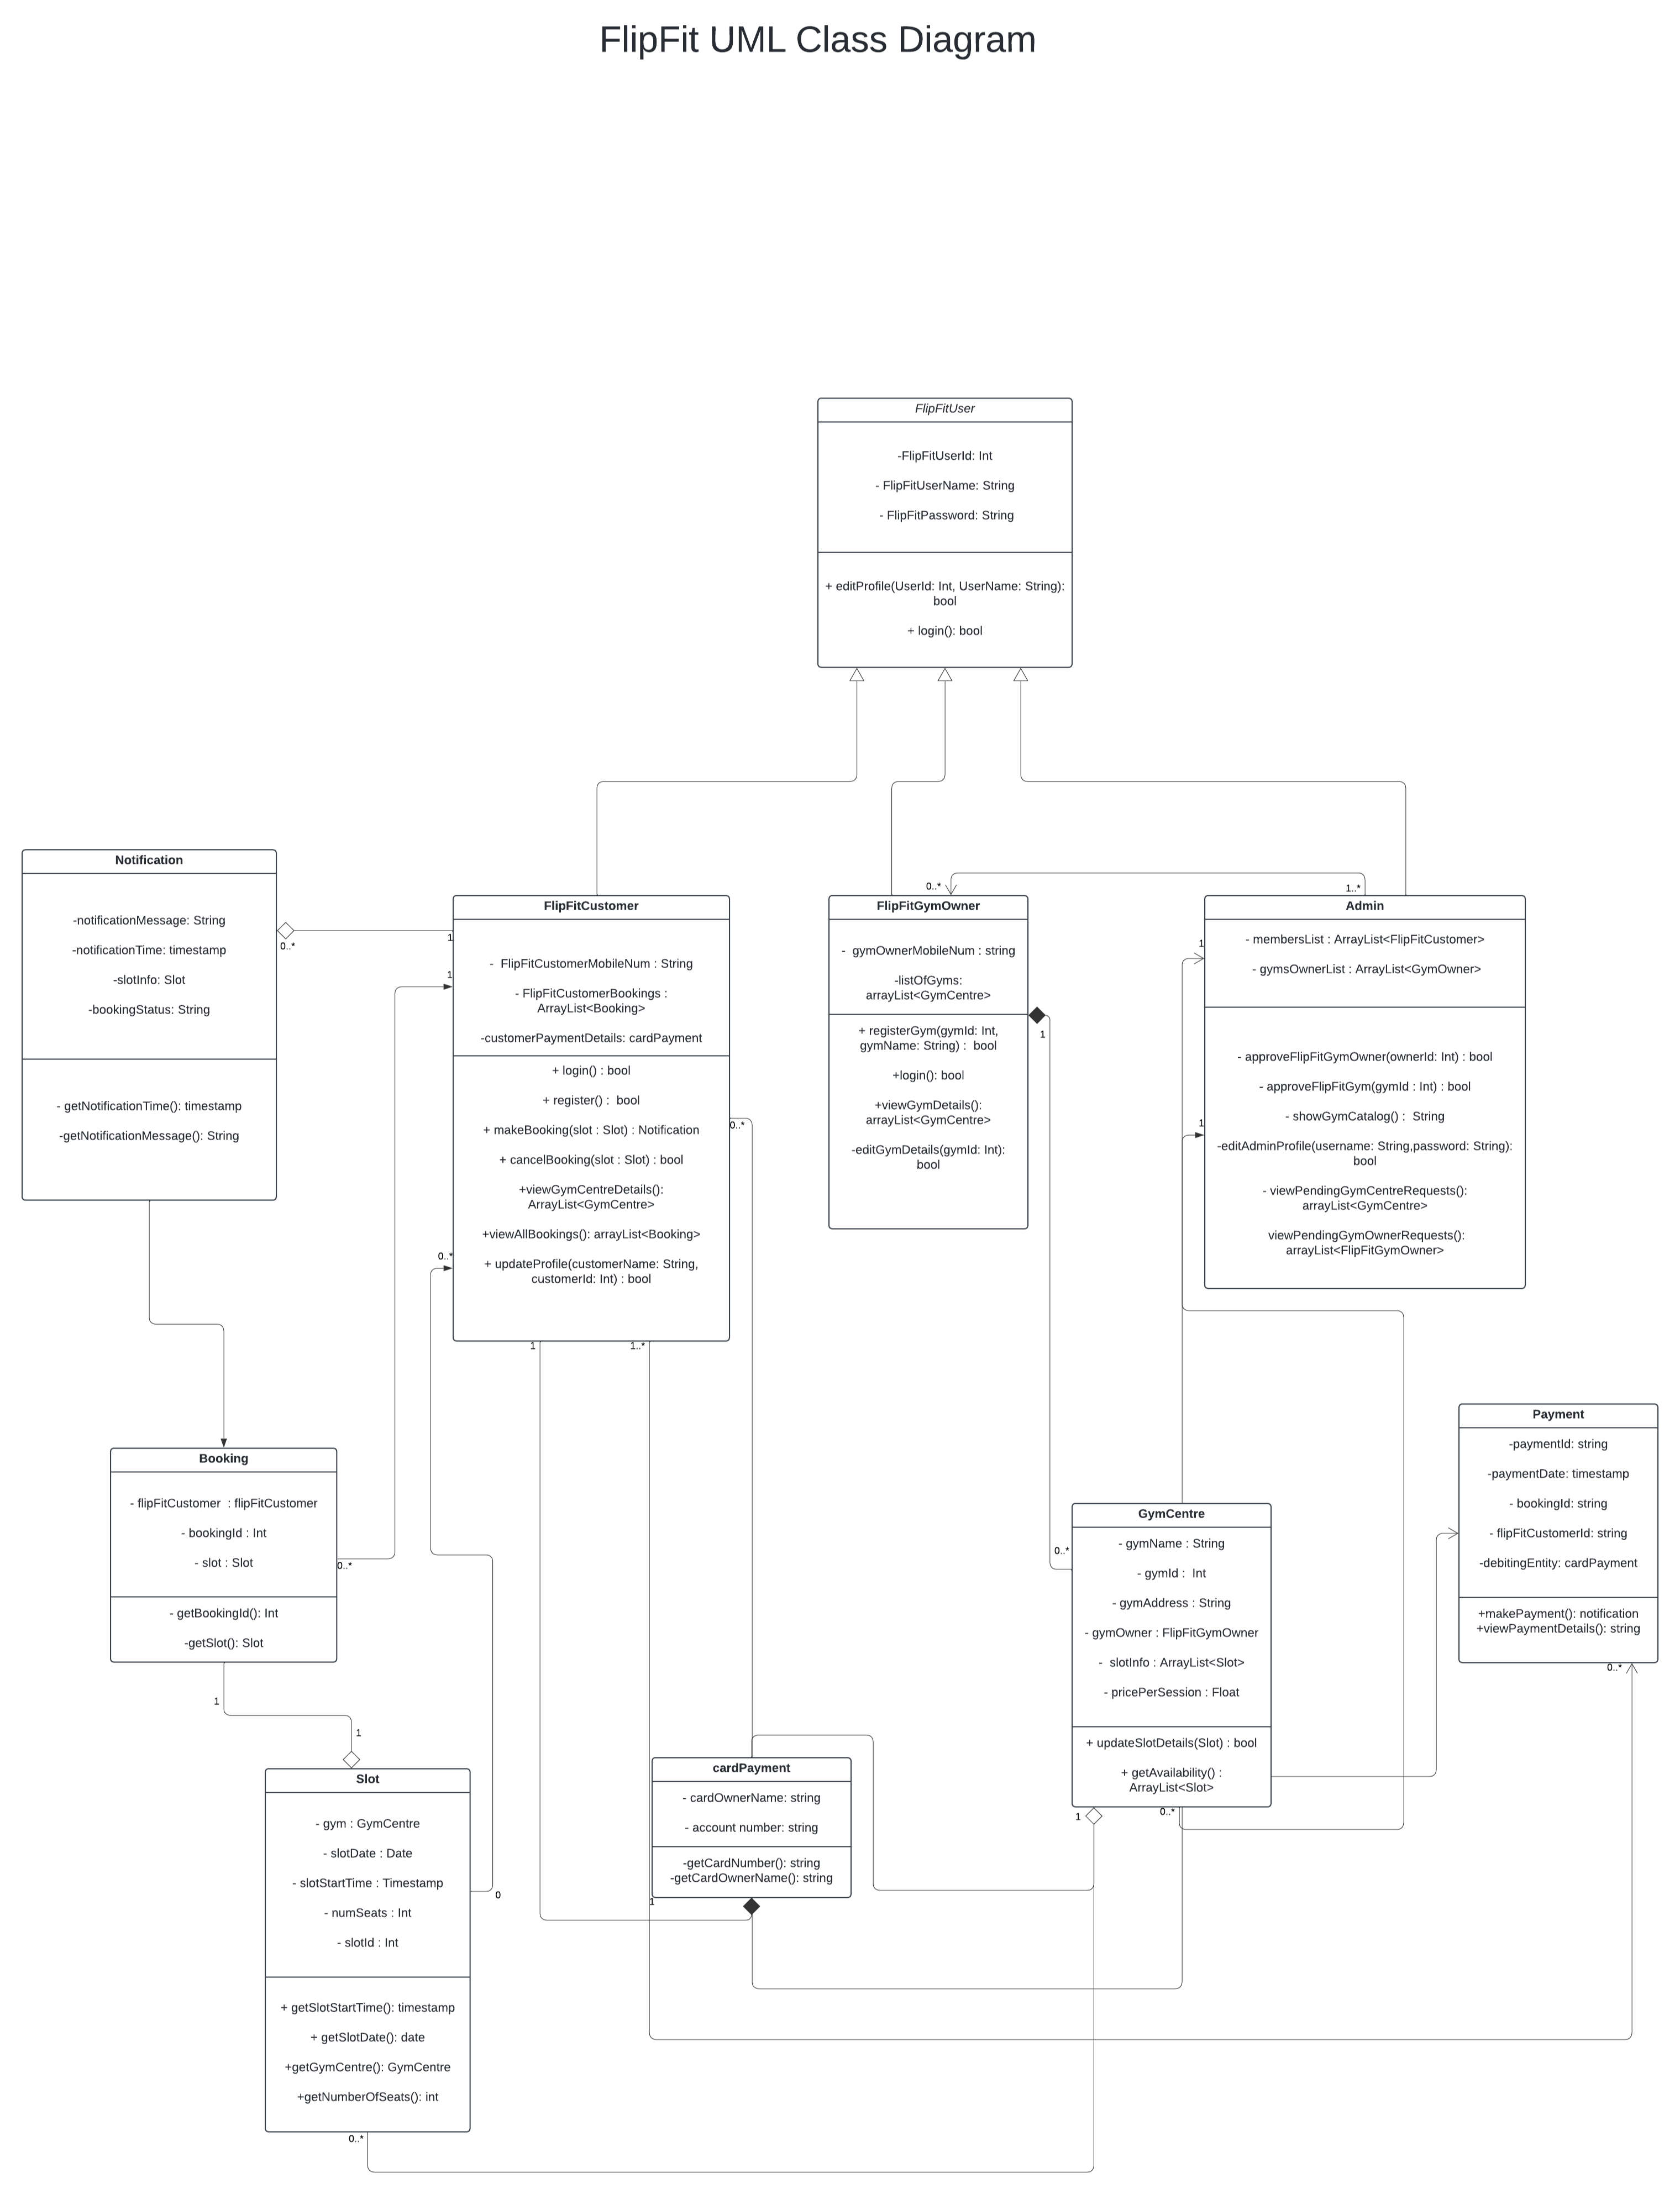 FlipFit UML Class Diagram
FlipFitUser
-FlipFitUserId: Int
- FlipFitUserName: String
- FlipFitPassword: String
+ editProfile(UserId: Int, UserName: String):
bool
+ login(): bool
Notification
-notificationMessage: String
-notificationTime: timestamp
-slotInfo: Slot
-bookingStatus: String
- getNotificationTime(): timestamp
-getNotificationMessage(): String
0..*
1
1
FlipFitCustomer
- FlipFitCustomerMobileNum : String
- FlipFitCustomerBookings :
ArrayList<Booking>
-customerPaymentDetails: cardPayment
+ login() : bool
+ register() : bool
+ makeBooking(slot : Slot) : Notification
+ cancelBooking(slot : Slot) : bool
+viewGymCentreDetails():
ArrayList<GymCentre>
+viewAllBookings(): arrayList<Booking>
+ updateProfile(customerName: String,
customerId: Int) : bool
0..*
0..*
1
1..*
0..*
FlipFitGymOwner
- gymOwnerMobileNum : string
-listOfGyms:
arrayList<GymCentre>
+ registerGym(gymId: Int,
gymName: String) : bool
+login(): bool
+viewGymDetails():
arrayList<GymCentre>
-editGymDetails(gymId: Int):
bool
1
1..*
Admin
- membersList : ArrayList<FlipFitCustomer>
- gymsOwnerList : ArrayList<GymOwner>
- approveFlipFitGymOwner(ownerId: Int) : bool
- approveFlipFitGym(gymId : Int) : bool
- showGymCatalog() : String
-editAdminProfile(username: String,password: String):
bool
- viewPendingGymCentreRequests():
arrayList<GymCentre>
viewPendingGymOwnerRequests():
arrayList<FlipFitGymOwner>
1
1
Booking
- flipFitCustomer : flipFitCustomer
- bookingId : Int
- slot : Slot
- getBookingId(): Int
-getSlot(): Slot
0..*
1
1
Payment
-paymentId: string
-paymentDate: timestamp
- bookingId: string
- flipFitCustomerId: string
-debitingEntity: cardPayment
+makePayment(): notification
+viewPaymentDetails(): string
0..*
GymCentre
- gymName : String
- gymId : Int
- gymAddress : String
- gymOwner : FlipFitGymOwner
- slotInfo : ArrayList<Slot>
- pricePerSession : Float
+ updateSlotDetails(Slot) : bool
+ getAvailability() :
ArrayList<Slot>
0..*
1
0..*
cardPayment
- cardOwnerName: string
- account number: string
-getCardNumber(): string
-getCardOwnerName(): string
1
Slot
- gym : GymCentre
- slotDate : Date
- slotStartTime : Timestamp
- numSeats : Int
- slotId : Int
+ getSlotStartTime(): timestamp
+ getSlotDate(): date
+getGymCentre(): GymCentre
+getNumberOfSeats(): int
0
0..*